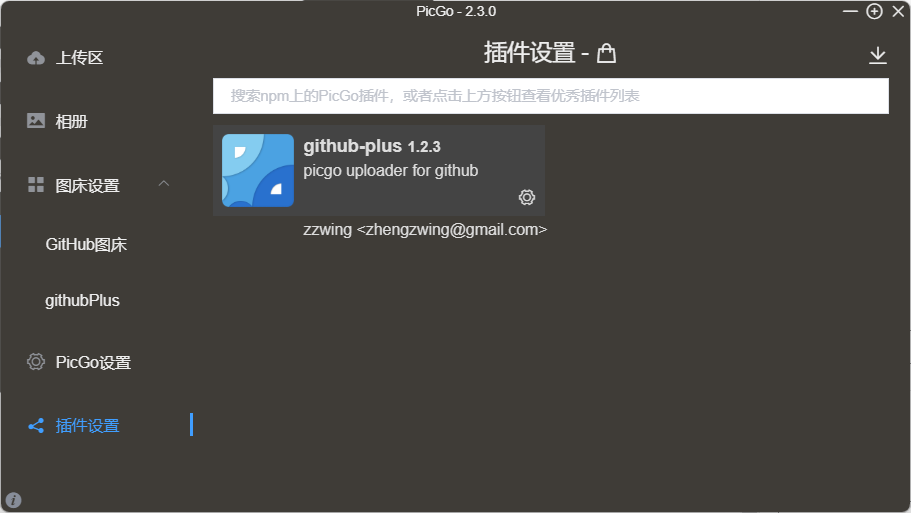 PicGo - 2.3.0
上传区
相册
图床设置
GitHub图床
githubPlus
PicGo设置
插件设置
插件设置 -
搜索npm上的PicGo插件，或者点击上方按钮查看优秀插件列表
github-plus 1.2.3
picgo uploader for github
zzwing <zhengzwing@gmail.com>